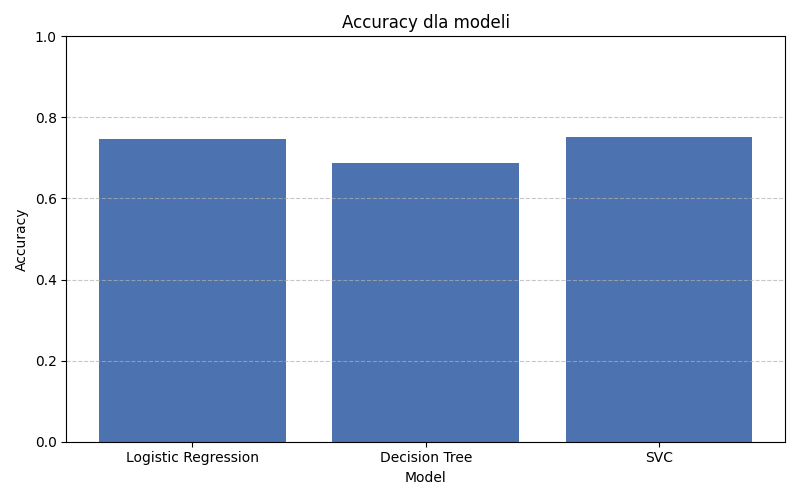 Accuracy dla modeli
1.0
0.8
0.6
0.4
0.2
0.0
Accuracy
Logistic Regression
Decision Tree
SVC
Model